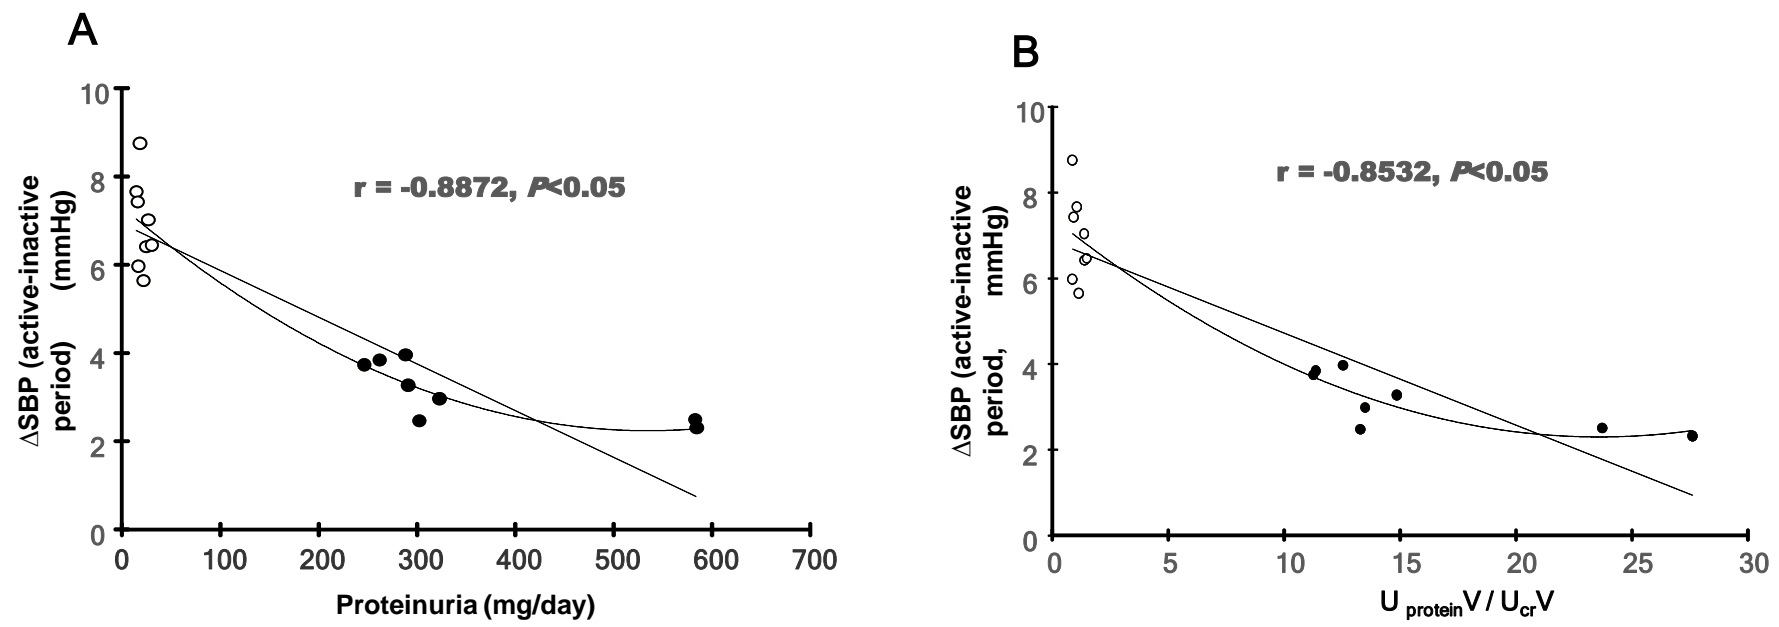 A
10
8
6
4
2
0
0 100 200 300 400 500 600 700
ΔSBP (active-inactive
period) (mmHg)
r = -0.8872, P<0.05
Proteinuria (mg/day)
B
10
8
6
4
2
0
0 5 10 15 20 25 30
ΔSBP (active-inactive
period, mmHg)
r = -0.8532, P<0.05
U proteinV / UcrV